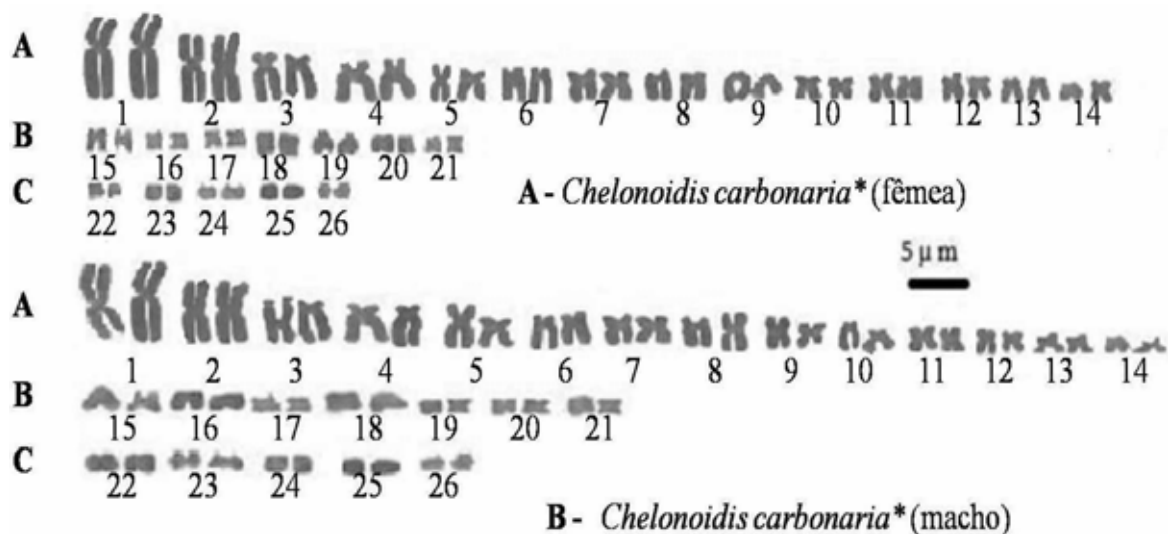 A
1 2 3 4 5 6 7 8 9 10 11 12 13 14
B
15 16 17 18 19 20 21
C
22 23 24 25 26
A - Chelonoidis carbonaria* (fêmea)
5 µm
A
1 2 3 4 5 6 7 8 9 10 11 12 13 14
B
15 16 17 18 19 20 21
C
22 23 24 25 26
B - Chelonoidis carbonaria* (macho)